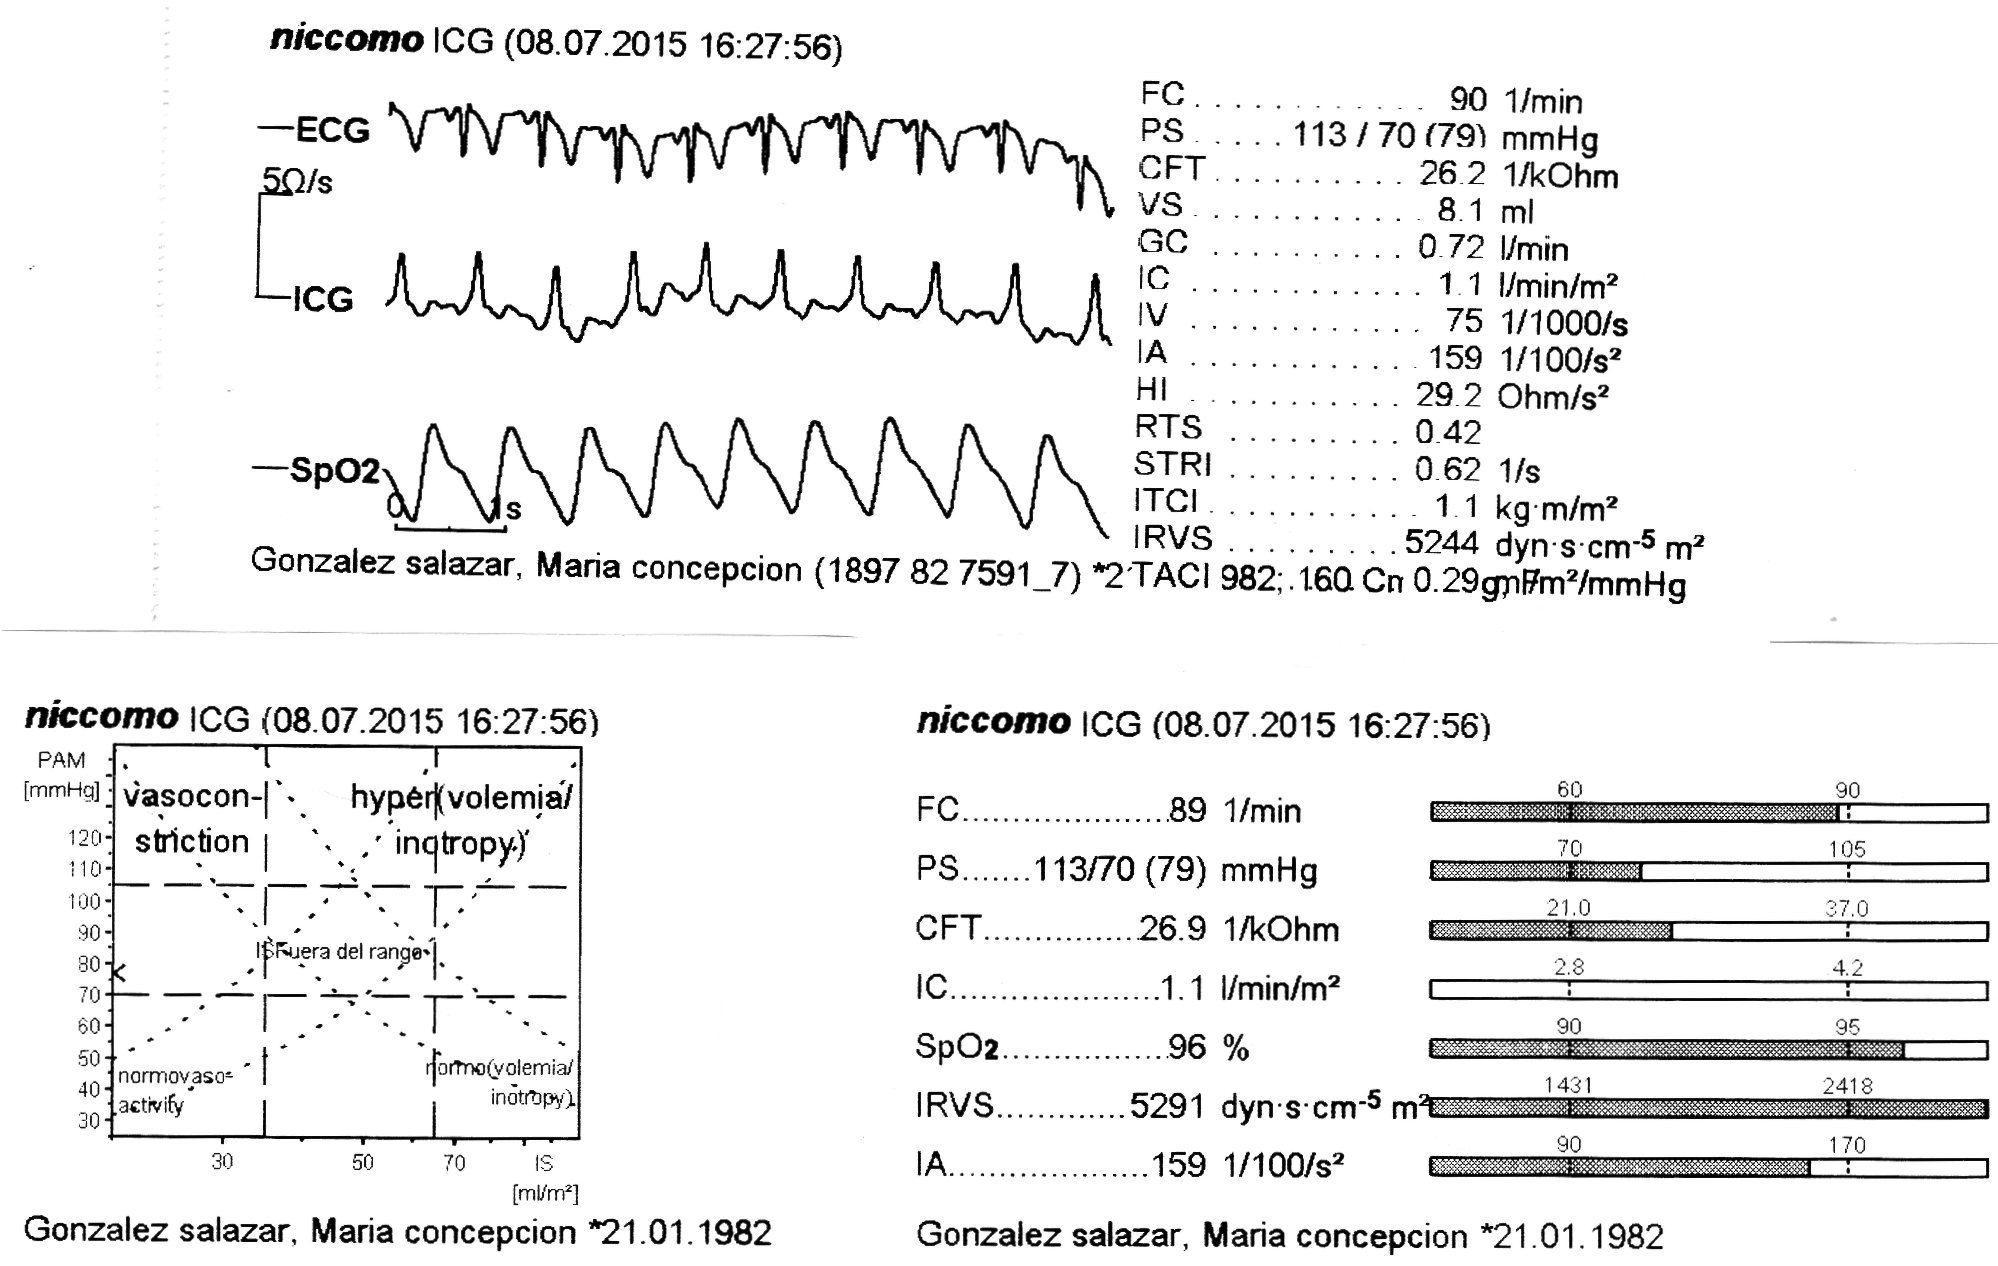 niccomo ICG (08.07.2015 16:27:56)
ECG
5Ω/s
ICG
SpO2
0 1s
FC............ 90 1/min
PS..... 113 / 70 (79) mmHg
CFT.......... 26.2 1/kOhm
VS............ 8.1 ml
GC .......... 0.72 l/min
IC ............ 1.1 l/min/m²
IV ............ 75 1/1000/s
IA ............ 159 1/100/s²
HI ........... 29.2 Ohm/s²
RTS ......... 0.42
STRI ......... 0.62 1/s
ITCI............ 1.1 kg·m/m²
IRVS ......... 5244 dyn·s·cm-5 m²
Gonzalez salazar, Maria concepcion (1897 82 7591_7) *2 TACI 982; 160 Cm 0.29 /m²/mmHg
niccomo ICG (08.07.2015 16:27:56)
PAM
[mmHg]
vasocon-
striction
hyper(volemia/
inotropy)
120
110
100
90
80
70
60
50
40
30
IS Fuera del rango
normovaso-
activify
normo(volemia/
inotropy)
30 50 70 IS
[ml/m²]
Gonzalez salazar, Maria concepcion *21.01.1982
niccomo ICG (08.07.2015 16:27:56)
60 90
FC.....................89 1/min
70 105
PS.......113/70 (79) mmHg
21.0 37.0
CFT...............26.9 1/kOhm
2.8 4.2
IC.....................1.1 l/min/m²
90 95
SpO2................96 %
1431 2418
IRVS.............5291 dyn·s·cm-5 m²
90 170
IA....................159 1/100/s²
Gonzalez salazar, Maria concepcion *21.01.1982